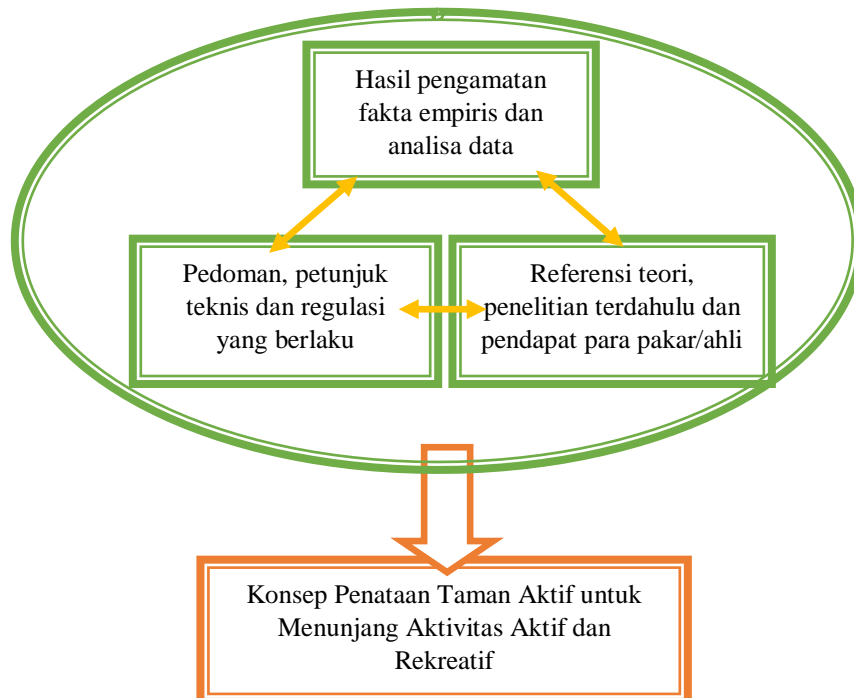 Hasil pengamatan
fakta empiris dan
analisa data
Pedoman, petunjuk
teknis dan regulasi
yang berlaku
Referensi teori,
penelitian terdahulu dan
pendapat para pakar/ahli
Konsep Penataan Taman Aktif untuk
Menunjang Aktivitas Aktif dan
Rekreatif